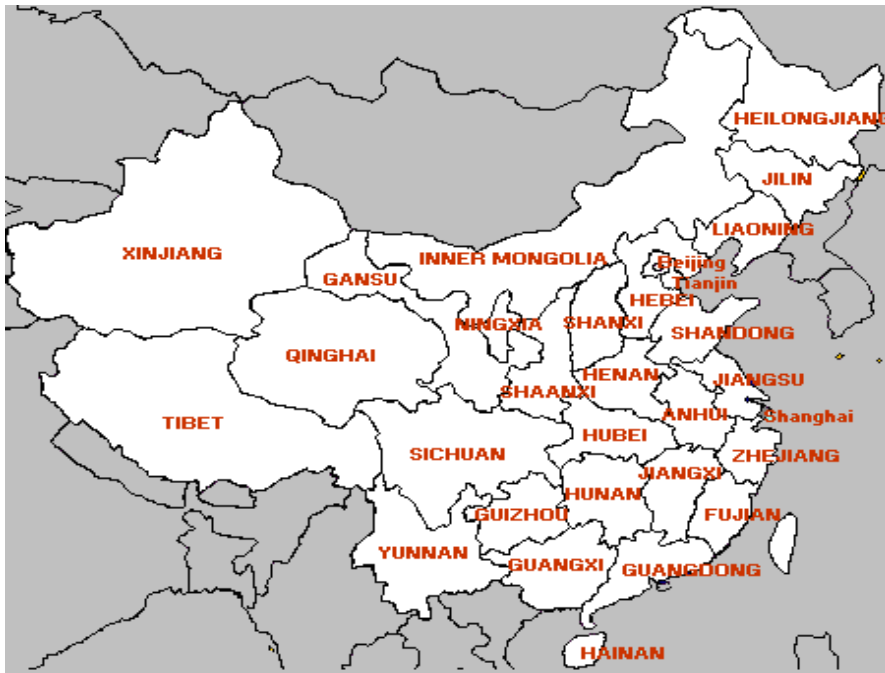 HEILONGJIANG
JILIN
LIAONING
XINJIANG
INNER MONGOLIA
Beijing
GANSU
Tianjin
HEBEI
NINGXIA
SHANXI
SHANDONG
QINGHAI
HENAN
JIANGSU
SHAANXI
TIBET
ANHUI
Shanghai
HUBEI
SICHUAN
ZHEJIANG
JIANGXI
HUNAN
GUIZHOU
FUJIAN
YUNNAN
GUANGXI
GUANGDONG
HAINAN